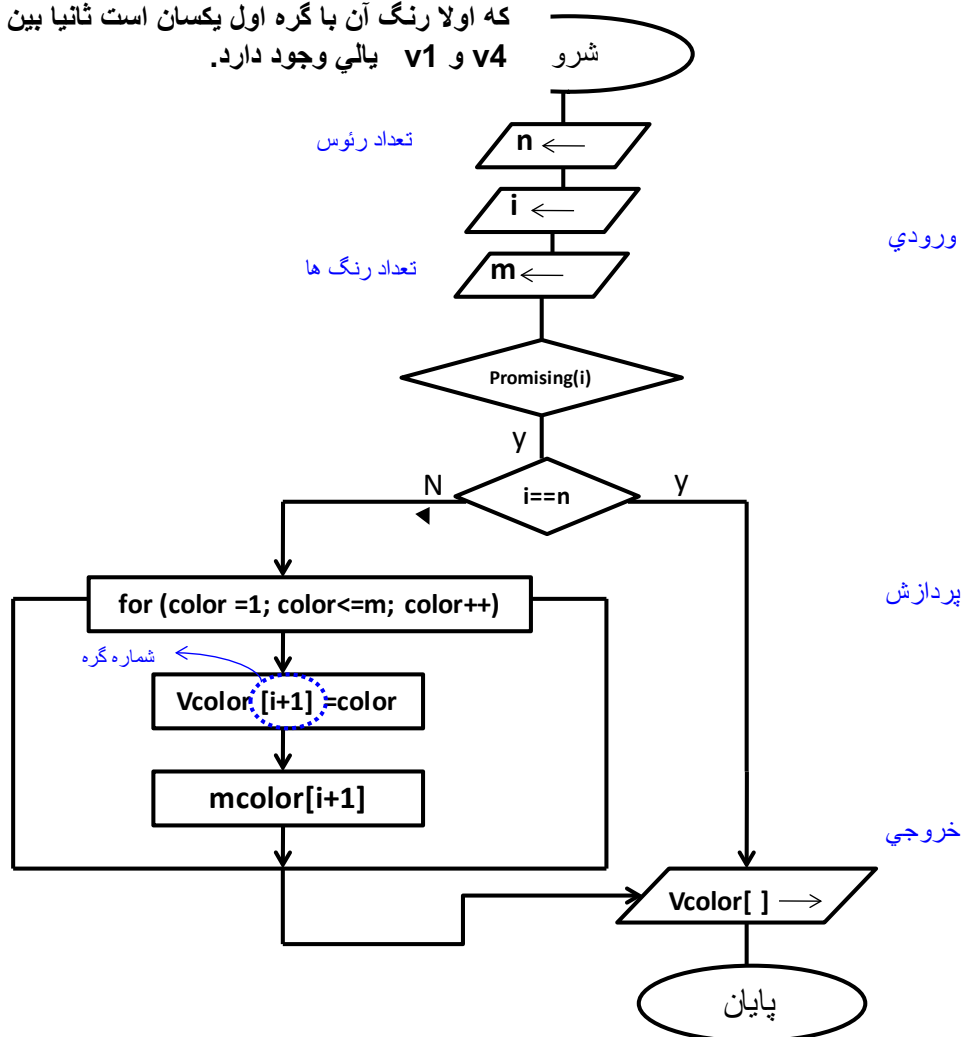 که اولا رنگ آن با گره اول یکسان است ثانیا بین
v4 و v1 یالي وجود دارد.
شرو
تعداد رئوس
n ←
i ←
ورودي
تعداد رنگ ها
m ←
Promising(i)
y
N
i==n
y
for (color =1; color<=m; color++)
پردازش
شماره گره
Vcolor [i+1] =color
mcolor[i+1]
خروجي
Vcolor[ ] →
پایان